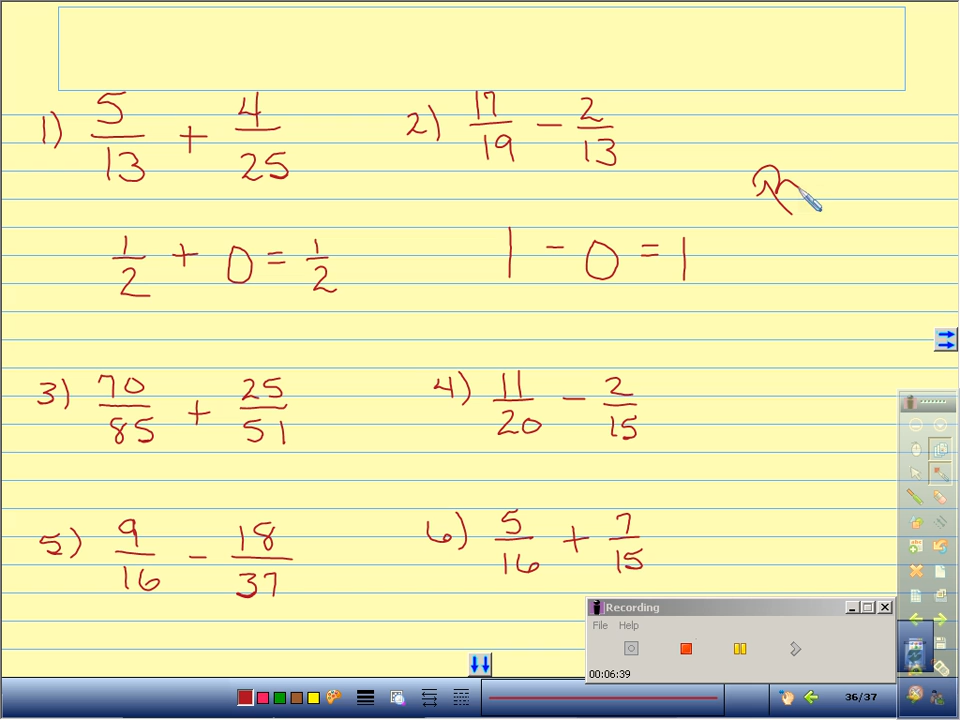 1) 5/13 + 4/25
2) 17/19 − 2/13
1/2 + 0 = 1/2
1 − 0 = 1
3) 70/85 + 25/51
4) 11/20 − 2/15
5) 9/16 − 18/37
6) 5/16 + 7/15
Recording
File Help
00:06:39
36/37